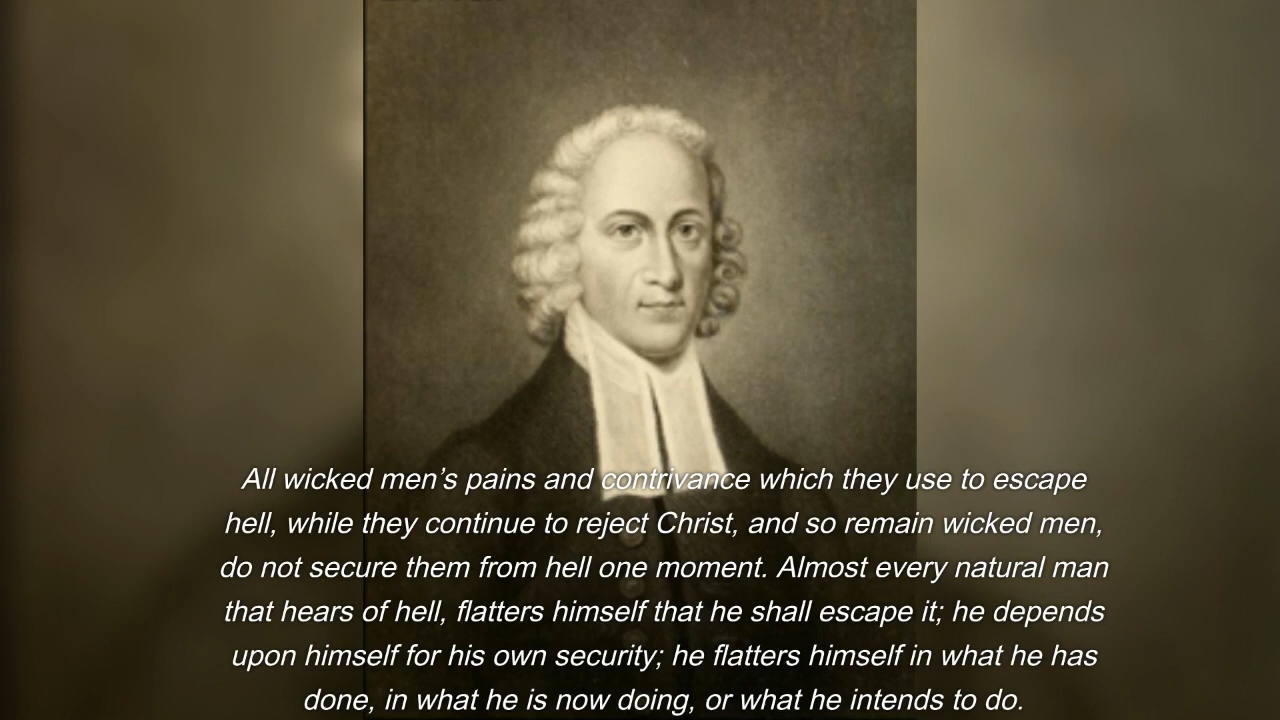 All wicked men’s pains and contrivance which they use to escape
hell, while they continue to reject Christ, and so remain wicked men,
do not secure them from hell one moment. Almost every natural man
that hears of hell, flatters himself that he shall escape it; he depends
upon himself for his own security; he flatters himself in what he has
done, in what he is now doing, or what he intends to do.